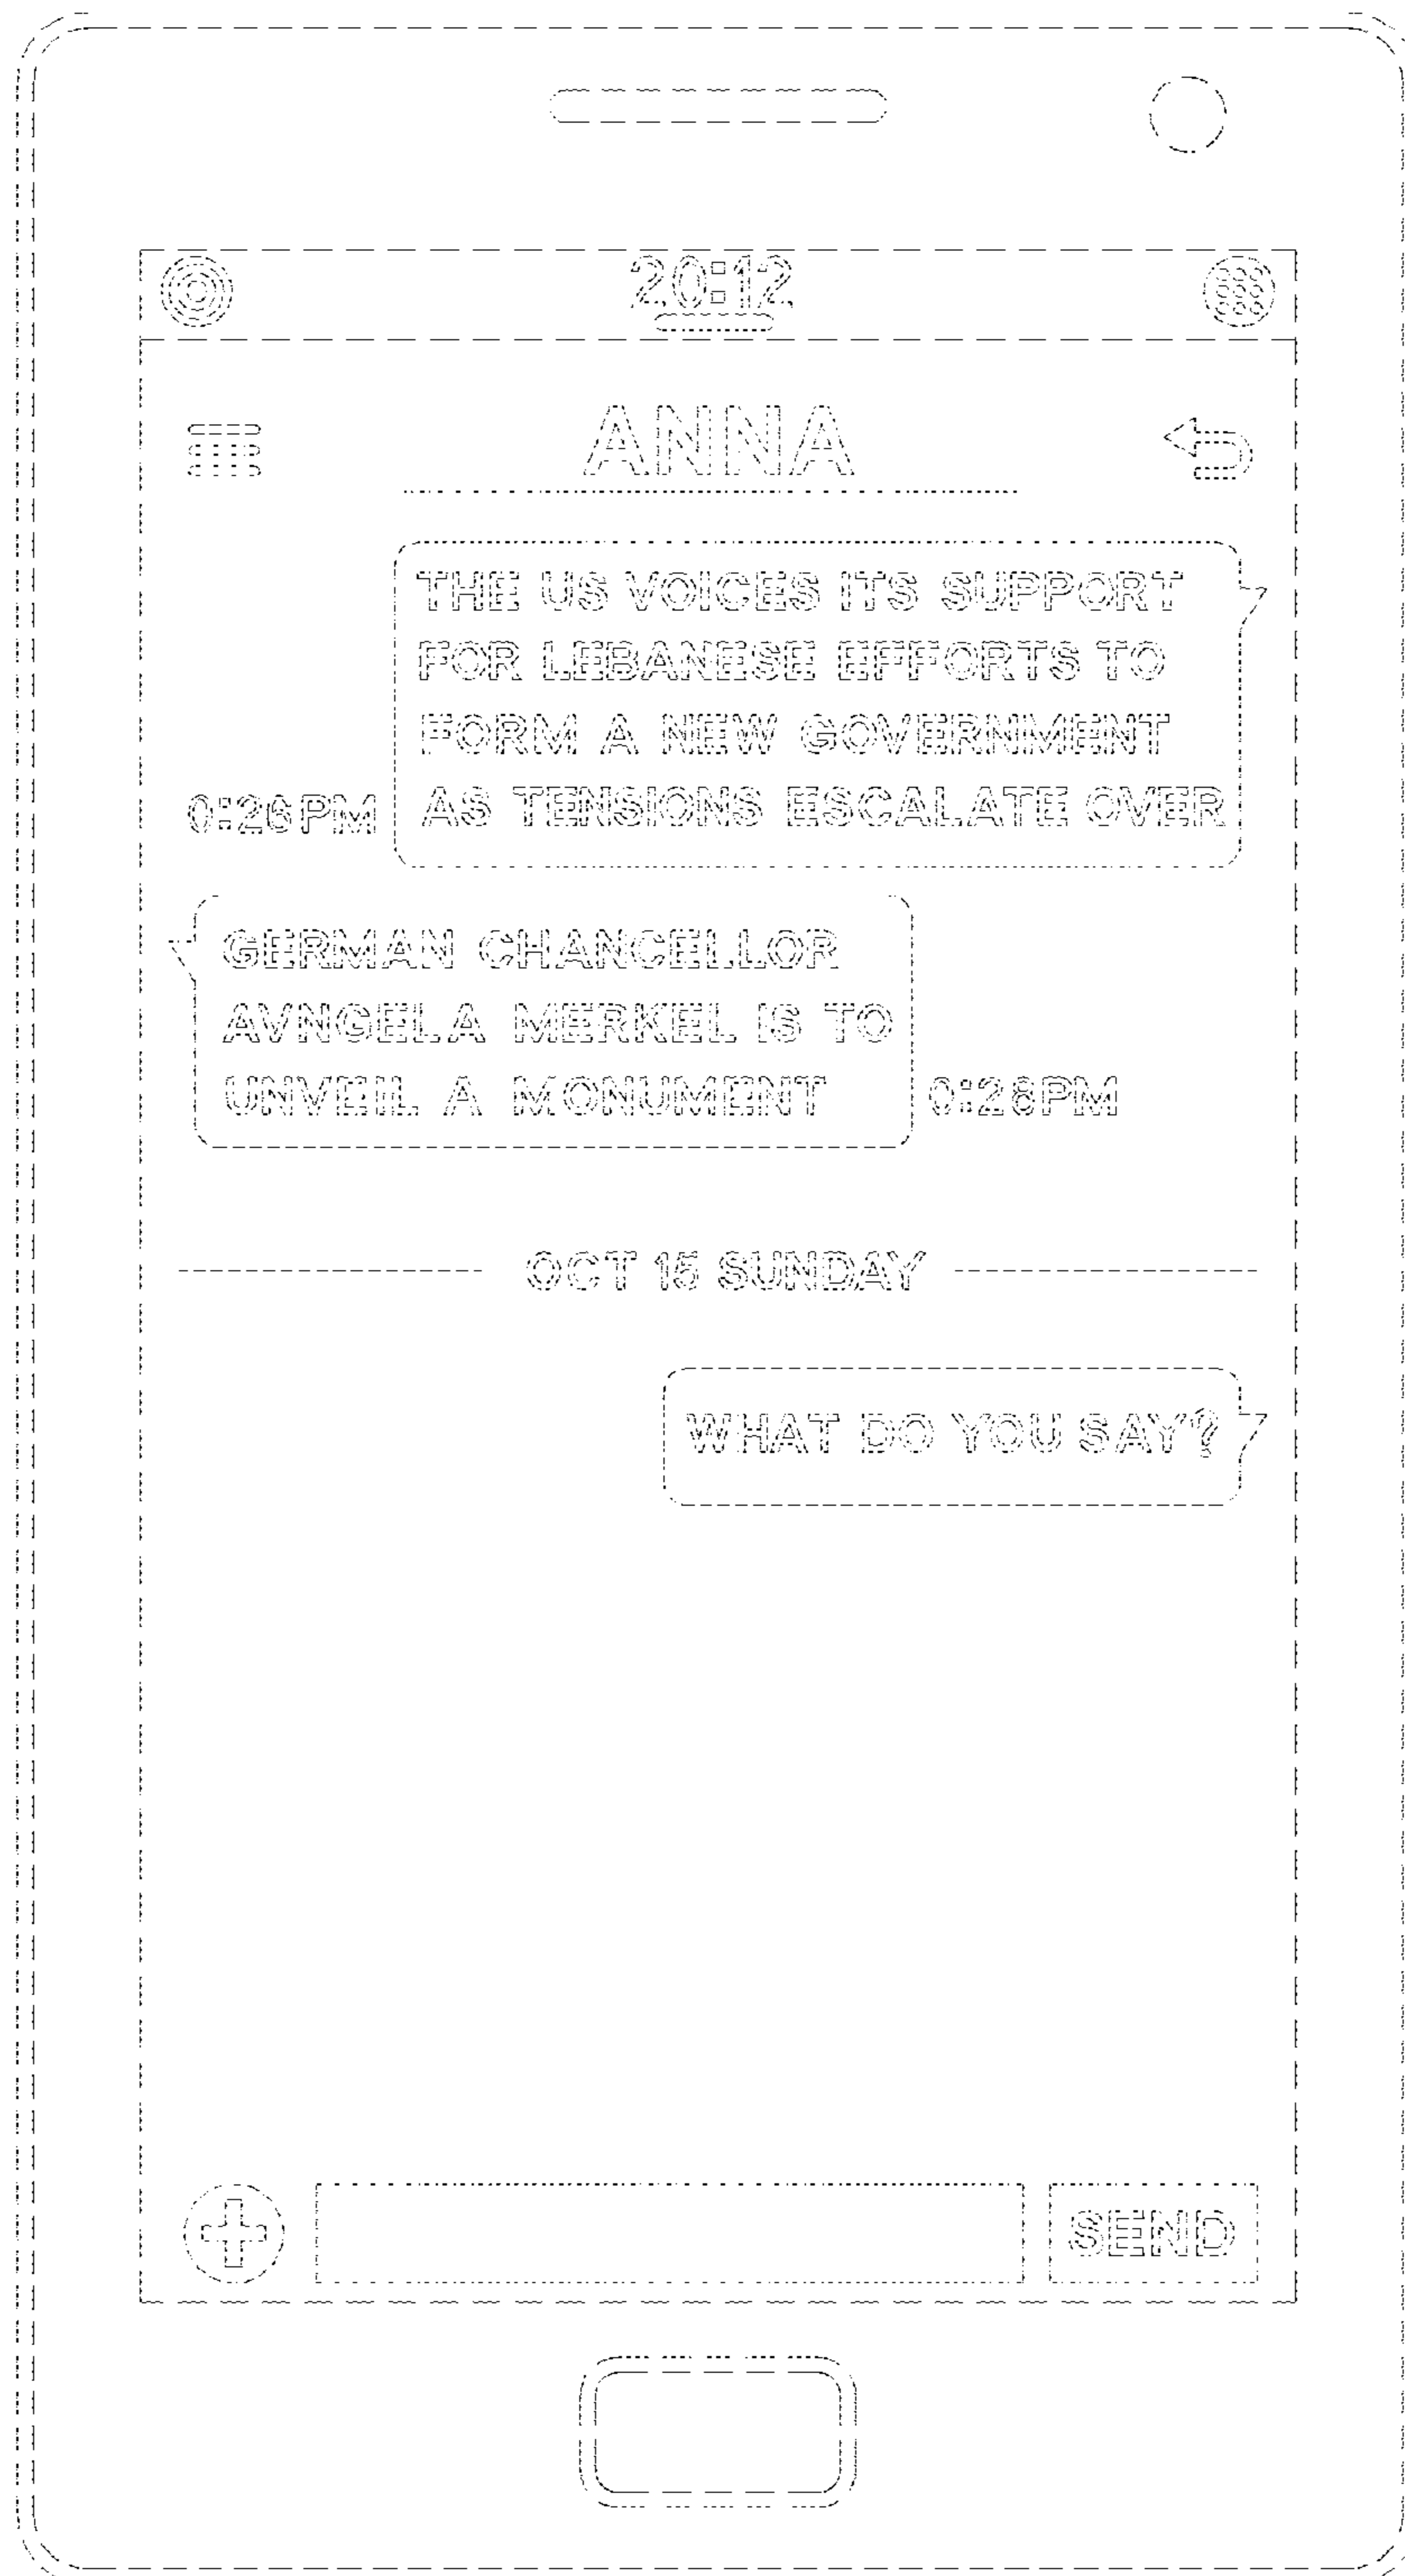 20:12
ANNA
THE US VOICES ITS SUPPORT
FOR LEBANESE EFFORTS TO
FORM A NEW GOVERNMENT
AS TENSIONS ESCALATE OVER
0:26PM
GERMAN CHANCELLOR
AVNGELA MERKEL IS TO
UNVEIL A MONUMENT
0:28PM
OCT 15 SUNDAY
WHAT DO YOU SAY?
SEND